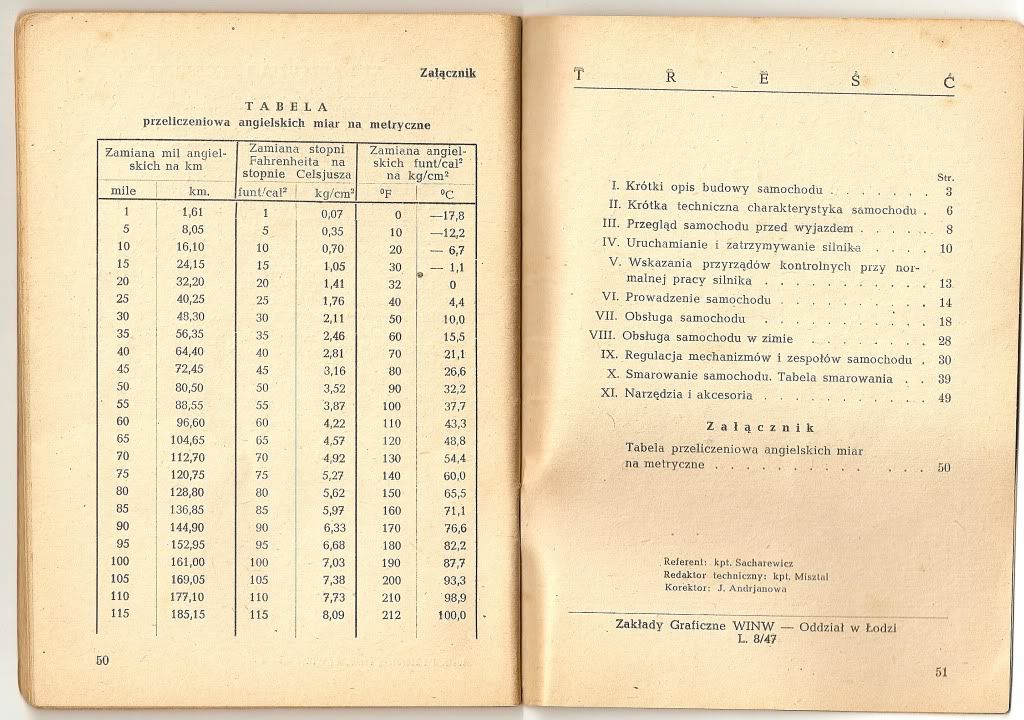 Załącznik
TABELA
przeliczeniowa angielskich miar na metryczne
Zamiana mil angiel-
skich na km
Zamiana stopni
Fahrenheita na
stopnie Celsjusza
Zamiana angiel-
skich funt/cal²
na kg/cm²
mile km. funt/cal² kg/cm² °F °C
1 1,61 1 0,07 0 —17,8
5 8,05 5 0,35 10 —12,2
10 16,10 10 0,70 20 — 6,7
15 24,15 15 1,05 30 — 1,1
20 32,20 20 1,41 32 0
25 40,25 25 1,76 40 4,4
30 48,30 30 2,11 50 10,0
35 56,35 35 2,46 60 15,5
40 64,40 40 2,81 70 21,1
45 72,45 45 3,16 80 26,6
50 80,50 50 3,52 90 32,2
55 88,55 55 3,87 100 37,7
60 96,60 60 4,22 110 43,3
65 104,65 65 4,57 120 48,8
70 112,70 70 4,92 130 54,4
75 120,75 75 5,27 140 60,0
80 128,80 80 5,62 150 65,5
85 136,85 85 5,97 160 71,1
90 144,90 90 6,33 170 76,6
95 152,95 95 6,68 180 82,2
100 161,00 100 7,03 190 87,7
105 169,05 105 7,38 200 93,3
110 177,10 110 7,73 210 98,9
115 185,15 115 8,09 212 100,0
50
TREŚĆ
Str.
I. Krótki opis budowy samochodu . . . . . . . 3
II. Krótka techniczna charakterystyka samochodu . 6
III. Przegląd samochodu przed wyjazdem . . . . . 8
IV. Uruchamianie i zatrzymywanie silnika . . . . 10
V. Wskazania przyrządów kontrolnych przy nor-
malnej pracy silnika . . . . . . . . . . . 13
VI. Prowadzenie samochodu . . . . . . . . . . 14
VII. Obsługa samochodu . . . . . . . . . . . 18
VIII. Obsługa samochodu w zimie . . . . . . . . 28
IX. Regulacja mechanizmów i zespołów samochodu . 30
X. Smarowanie samochodu. Tabela smarowania . . 39
XI. Narzędzia i akcesoria . . . . . . . . . . . 49
Załącznik
Tabela przeliczeniowa angielskich miar
na metryczne . . . . . . . . . . . . . 50
Referent: kpt. Sacharewicz
Redaktor techniczny: kpt. Misztal
Korektor: J. Andrjanowa
Zakłady Graficzne WINW — Oddział w Łodzi
L. 8/47
51